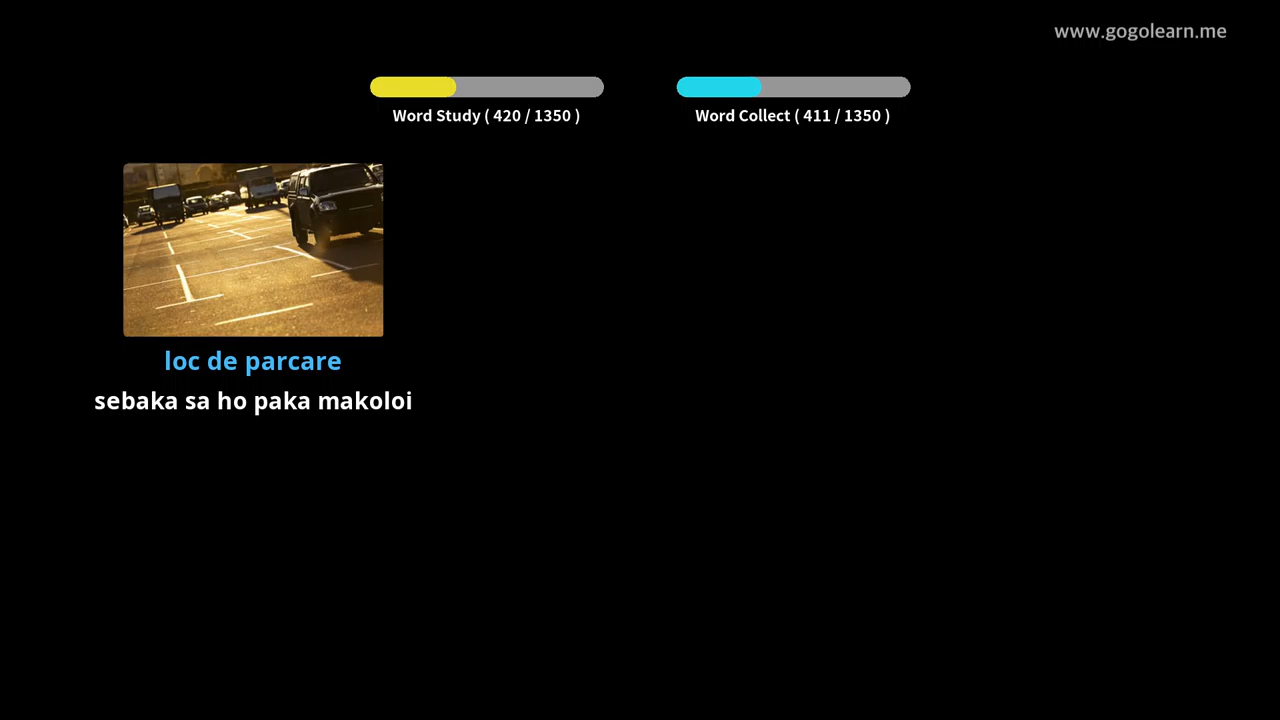 www.gogolearn.me
Word Study ( 420 / 1350 )
Word Collect ( 411 / 1350 )
loc de parcare
sebaka sa ho paka makoloi